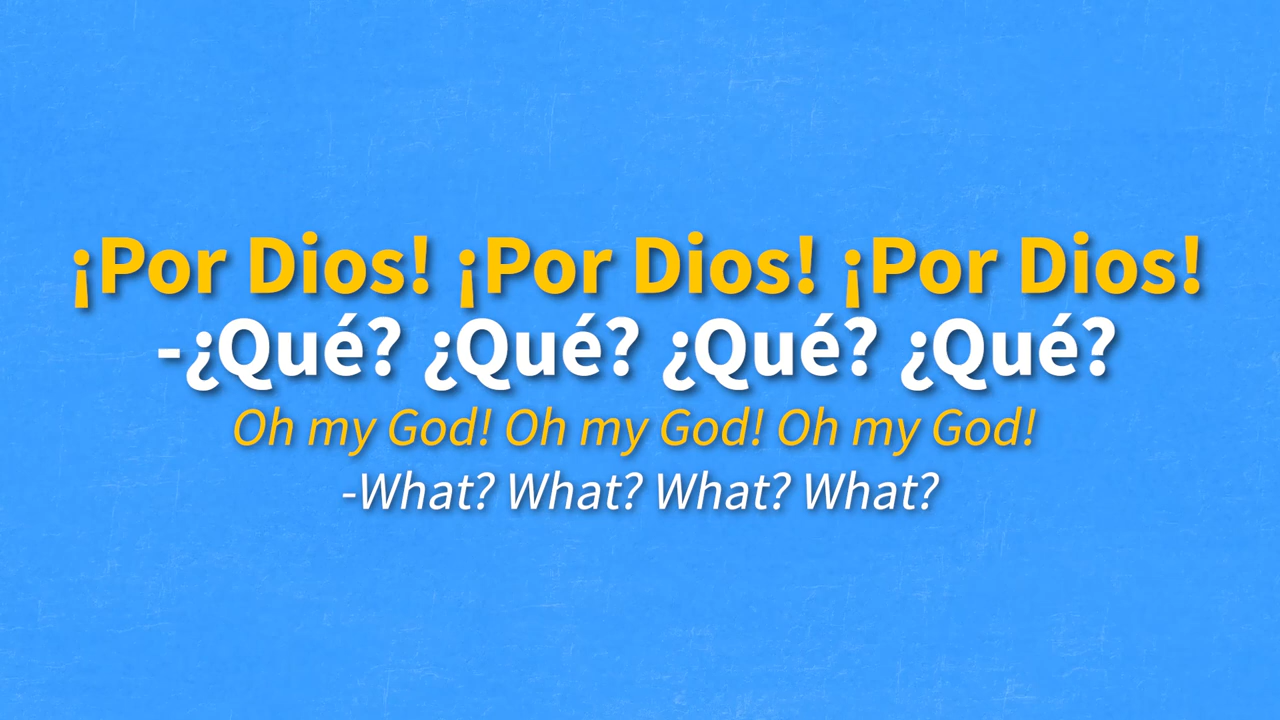 ¡Por Dios! ¡Por Dios! ¡Por Dios!
-¿Qué? ¿Qué? ¿Qué? ¿Qué?
Oh my God! Oh my God! Oh my God!
-What? What? What? What?